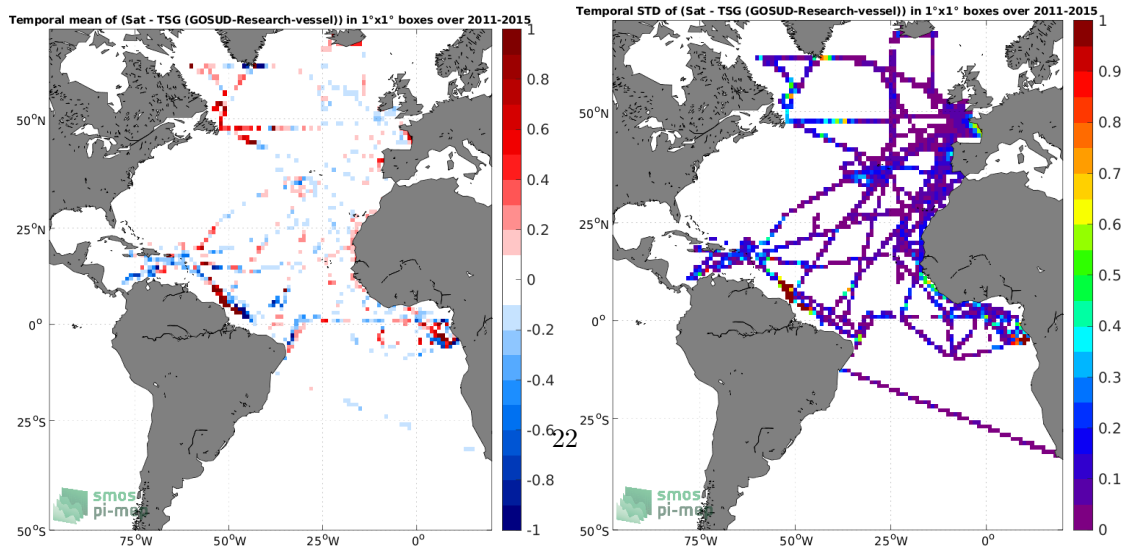 Temporal mean of (Sat - TSG (GOSUD-Research-vessel)) in 1°x1° boxes over 2011-2015
50°N
25°N
0°
25°S
50°S
75°W
50°W
25°W
0°
1
0.8
0.6
0.4
0.2
0
-0.2
-0.4
-0.6
-0.8
-1
smos
pi-mep
22
Temporal STD of (Sat - TSG (GOSUD-Research-vessel)) in 1°x1° boxes over 2011-2015
50°N
25°N
0°
25°S
50°S
75°W
50°W
25°W
0°
1
0.9
0.8
0.7
0.6
0.5
0.4
0.3
0.2
0.1
0
smos
pi-mep